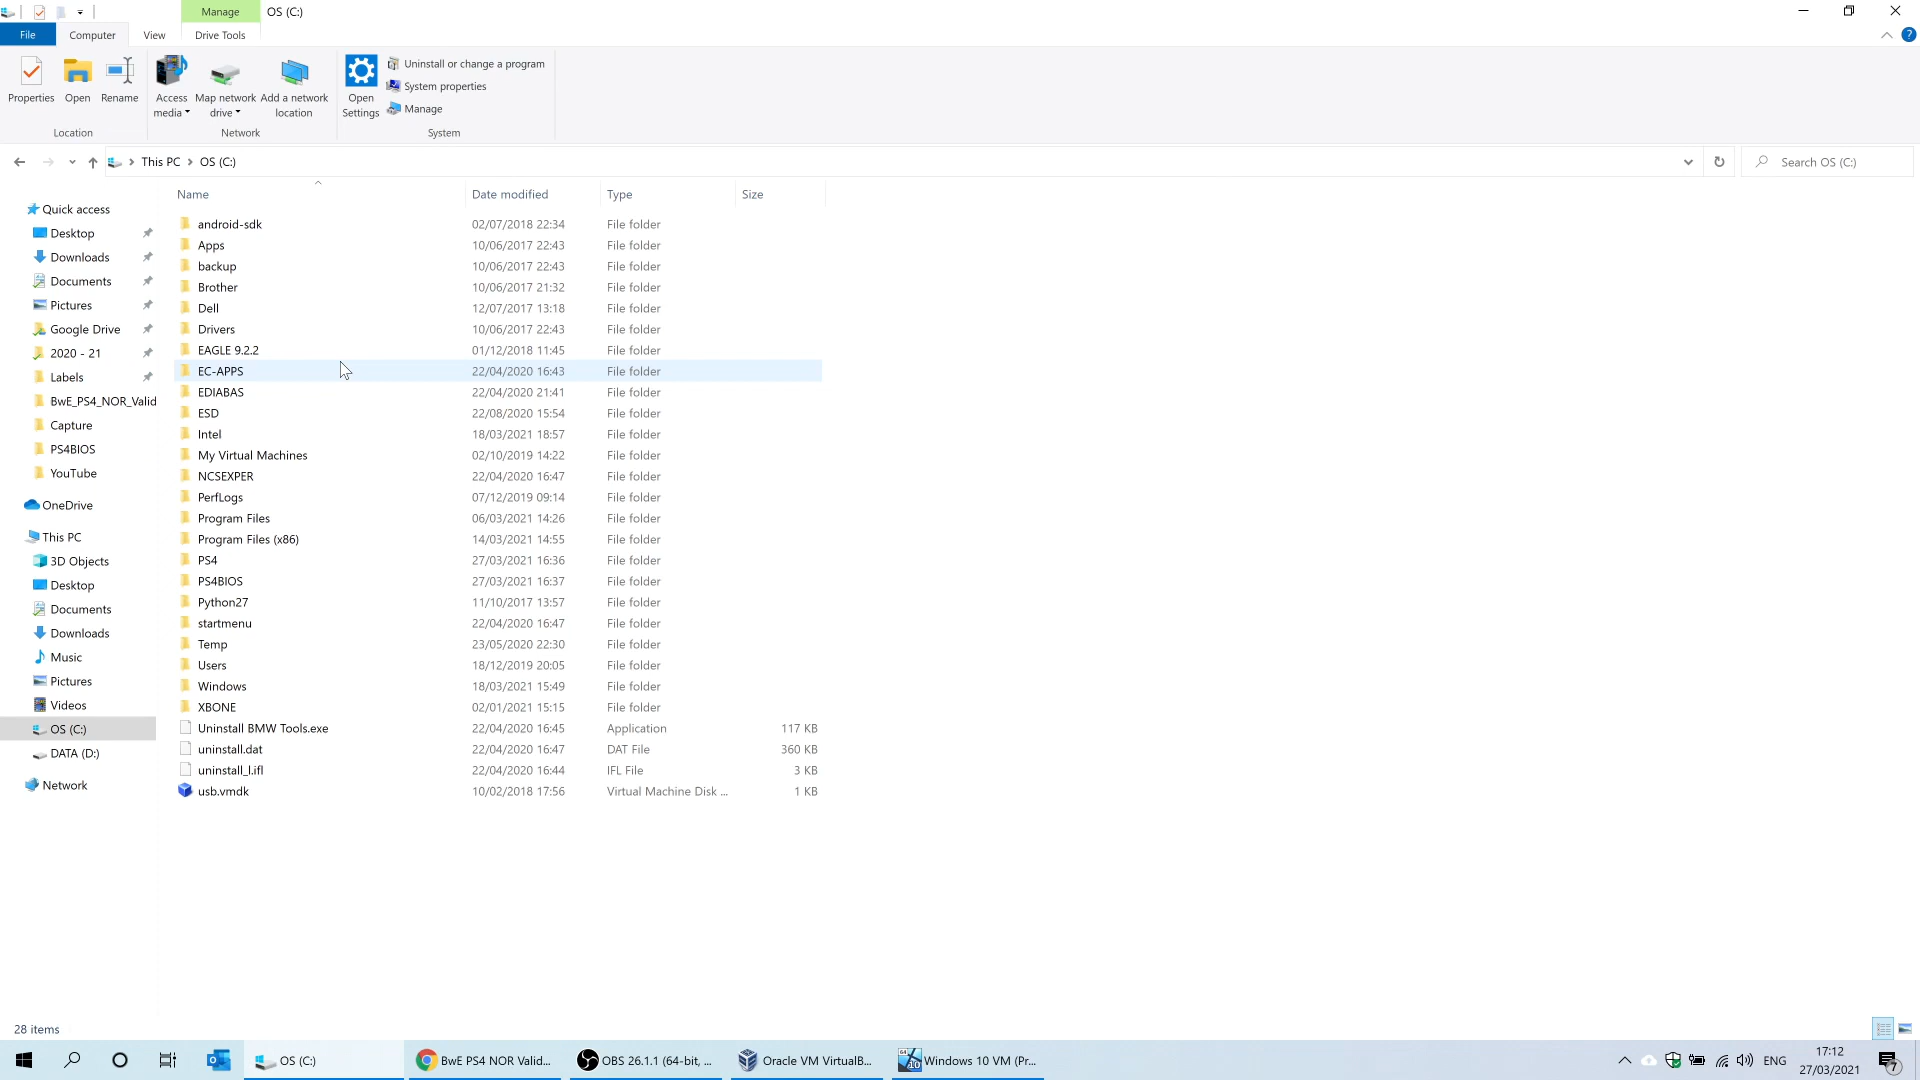 Manage OS (C:)
File Computer View Drive Tools
Properties Open Rename Access media Map network drive Add a network location Open Settings Uninstall or change a program
System properties
Manage
Location Network System
This PC OS (C:) Search OS (C:)
Name Date modified Type Size
Quick access
Desktop
Downloads
Documents
Pictures
Google Drive
2020 - 21
Labels
BwE_PS4_NOR_Valid
Capture
PS4BIOS
YouTube
OneDrive
This PC
3D Objects
Desktop
Documents
Downloads
Music
Pictures
Videos
OS (C:)
DATA (D:)
Network
android-sdk 02/07/2018 22:34 File folder
Apps 10/06/2017 22:43 File folder
backup 10/06/2017 22:43 File folder
Brother 10/06/2017 21:32 File folder
Dell 12/07/2017 13:18 File folder
Drivers 10/06/2017 22:43 File folder
EAGLE 9.2.2 01/12/2018 11:45 File folder
EC-APPS 22/04/2020 16:43 File folder
EDIABAS 22/04/2020 21:41 File folder
ESD 22/08/2020 15:54 File folder
Intel 18/03/2021 18:57 File folder
My Virtual Machines 02/10/2019 14:22 File folder
NCSEXPER 22/04/2020 16:47 File folder
PerfLogs 07/12/2019 09:14 File folder
Program Files 06/03/2021 14:26 File folder
Program Files (x86) 14/03/2021 14:55 File folder
PS4 27/03/2021 16:36 File folder
PS4BIOS 27/03/2021 16:37 File folder
Python27 11/10/2017 13:57 File folder
startmenu 22/04/2020 16:47 File folder
Temp 23/05/2020 22:30 File folder
Users 18/12/2019 20:05 File folder
Windows 18/03/2021 15:49 File folder
XBONE 02/01/2021 15:15 File folder
Uninstall BMW Tools.exe 22/04/2020 16:45 Application 117 KB
uninstall.dat 22/04/2020 16:47 DAT File 360 KB
uninstall_l.ifl 22/04/2020 16:44 IFL File 3 KB
usb.vmdk 10/02/2018 17:56 Virtual Machine Disk ... 1 KB
28 items
OS (C:) BwE PS4 NOR Valid... OBS 26.1.1 (64-bit, ... Oracle VM VirtualB... Windows 10 VM (Pr... ENG 17:12
27/03/2021 7